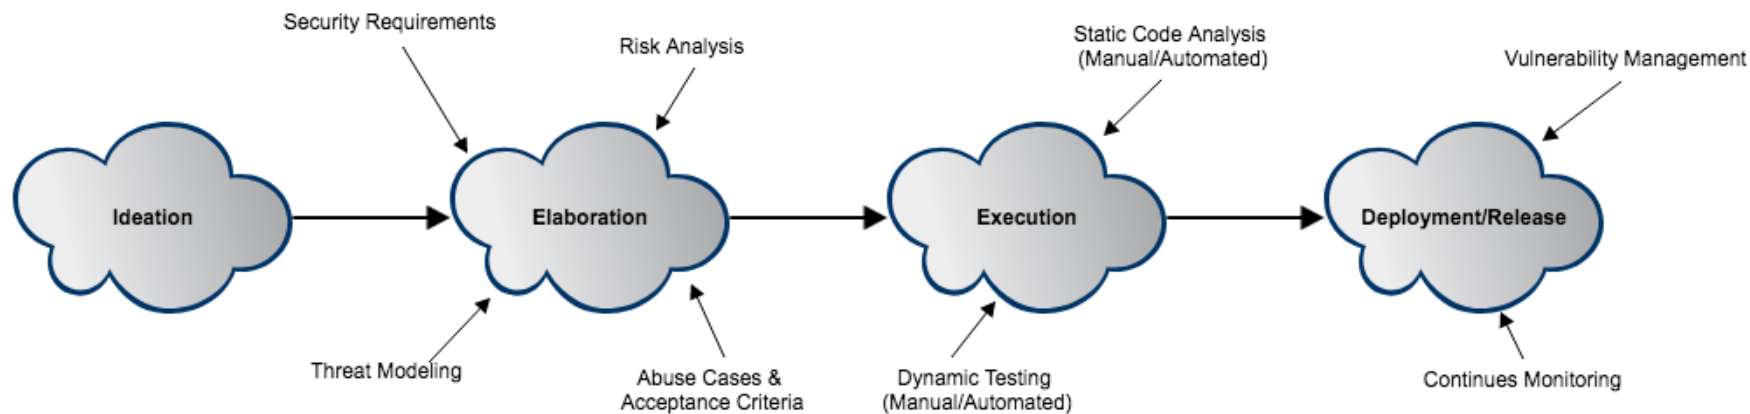 Security Requirements
Risk Analysis
Static Code Analysis
(Manual/Automated)
Vulnerability Management
Ideation
Elaboration
Execution
Deployment/Release
Threat Modeling
Abuse Cases &
Acceptance Criteria
Dynamic Testing
(Manual/Automated)
Continues Monitoring